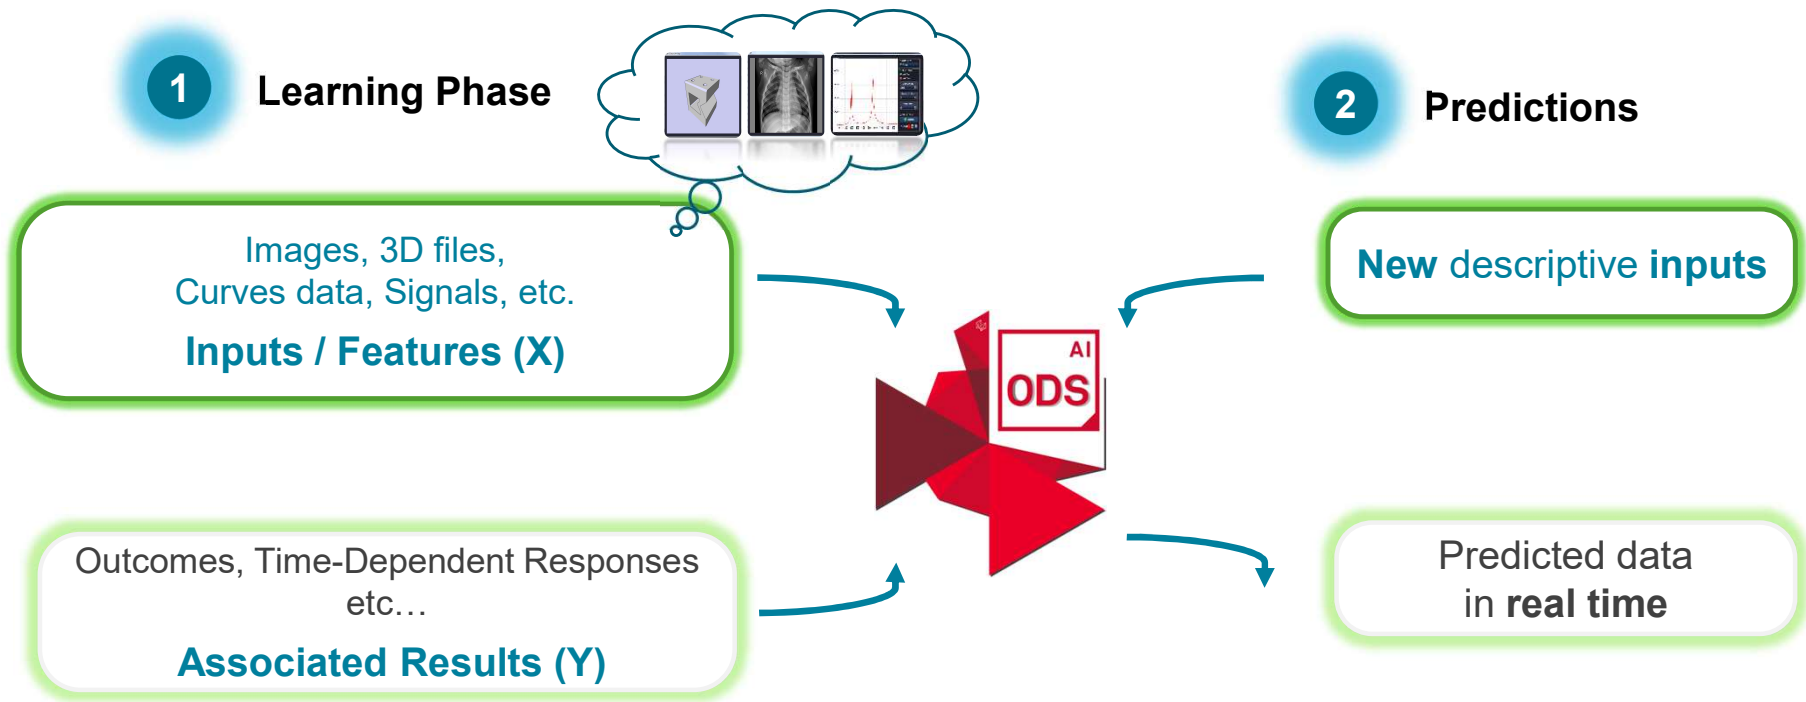 1
Learning Phase
Images, 3D files,
Curves data, Signals, etc.
Inputs / Features (X)
Outcomes, Time-Dependent Responses
etc…
Associated Results (Y)
AI
ODS
2
Predictions
New descriptive inputs
Predicted data
in real time